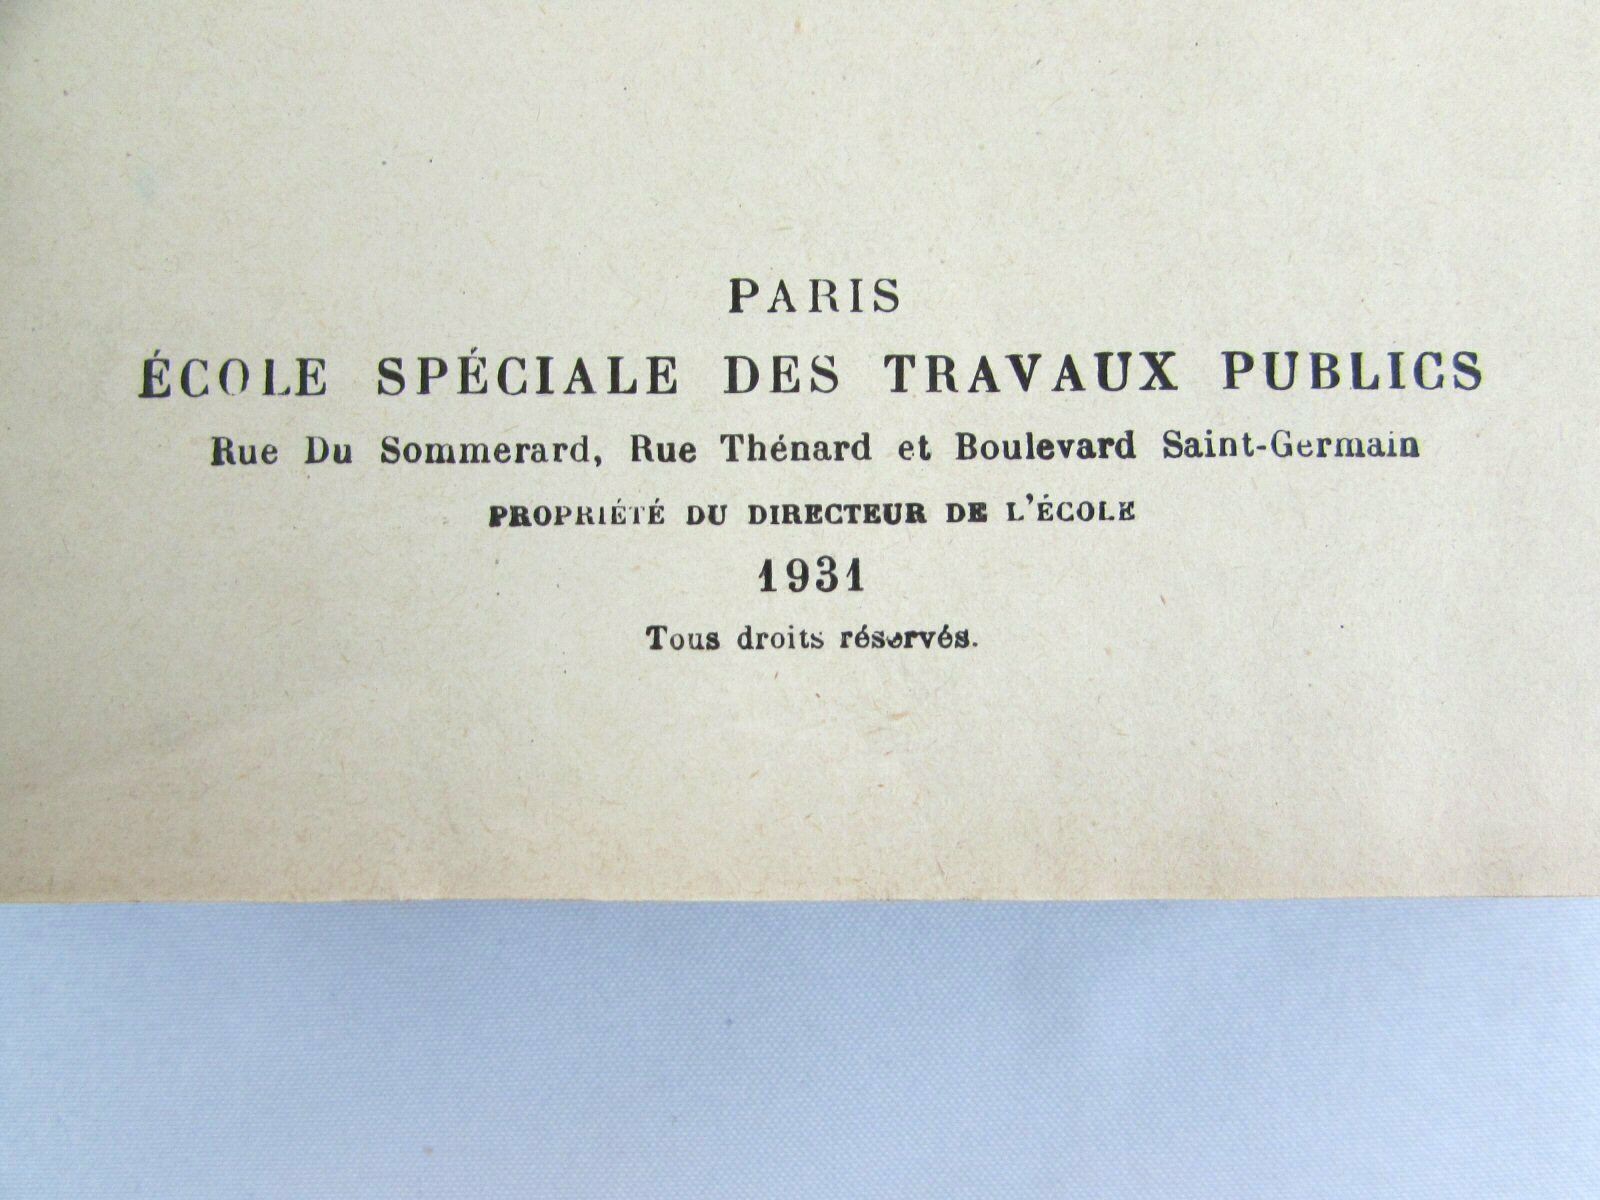 PARIS
ÉCOLE SPÉCIALE DES TRAVAUX PUBLICS
Rue Du Sommerard, Rue Thénard et Boulevard Saint-Germain
PROPRIÉTÉ DU DIRECTEUR DE L'ÉCOLE
1931
Tous droits réservés.